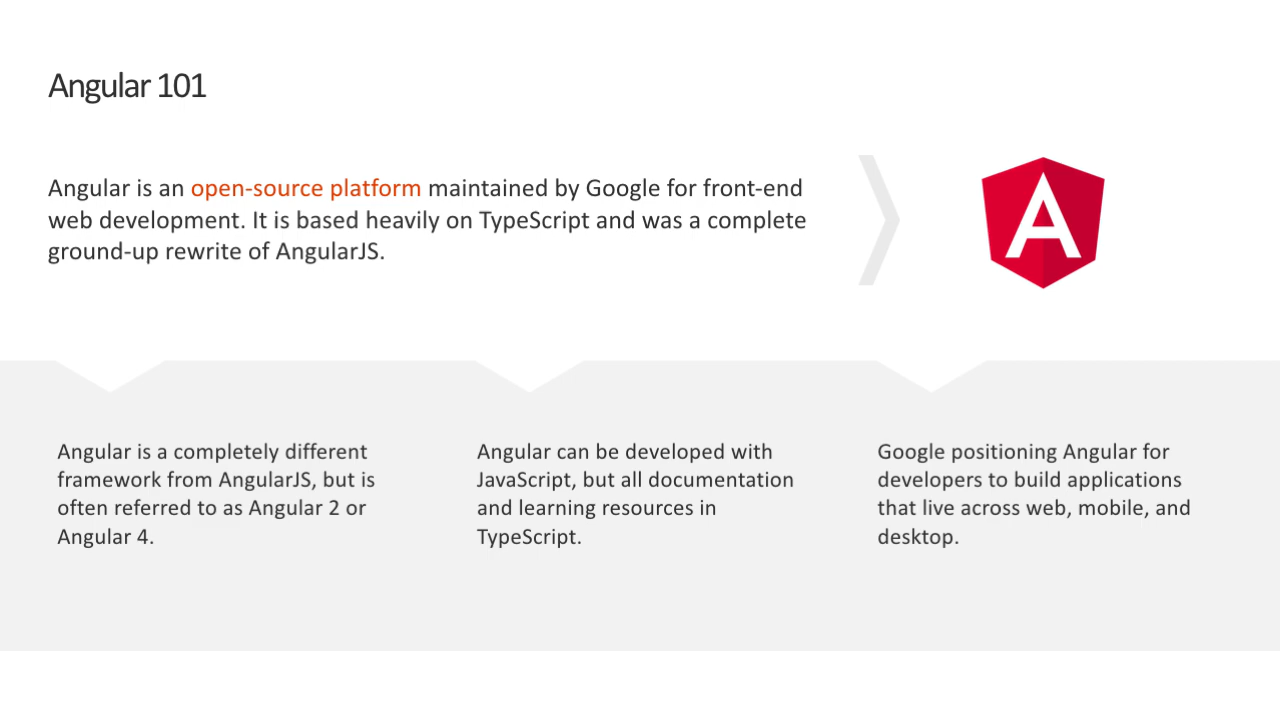 Angular 101
Angular is an open-source platform maintained by Google for front-end
web development. It is based heavily on TypeScript and was a complete
ground-up rewrite of AngularJS.
A
Angular is a completely different
framework from AngularJS, but is
often referred to as Angular 2 or
Angular 4.
Angular can be developed with
JavaScript, but all documentation
and learning resources in
TypeScript.
Google positioning Angular for
developers to build applications
that live across web, mobile, and
desktop.